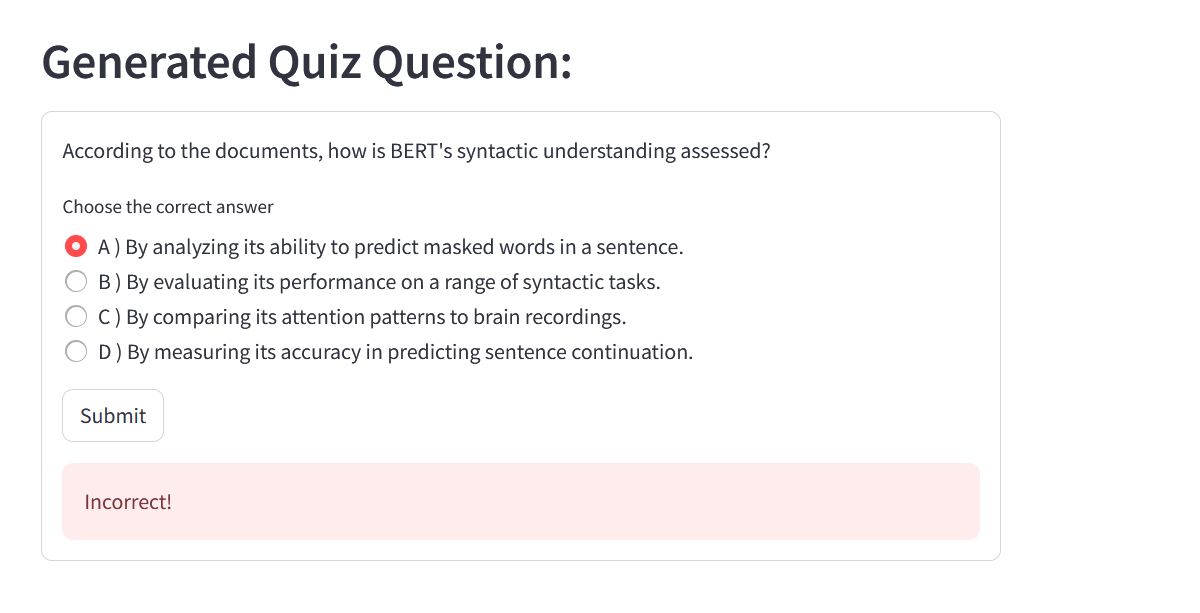 Generated Quiz Question:
According to the documents, how is BERT's syntactic understanding assessed?
Choose the correct answer
A ) By analyzing its ability to predict masked words in a sentence.
B ) By evaluating its performance on a range of syntactic tasks.
C ) By comparing its attention patterns to brain recordings.
D ) By measuring its accuracy in predicting sentence continuation.
Submit
Incorrect!